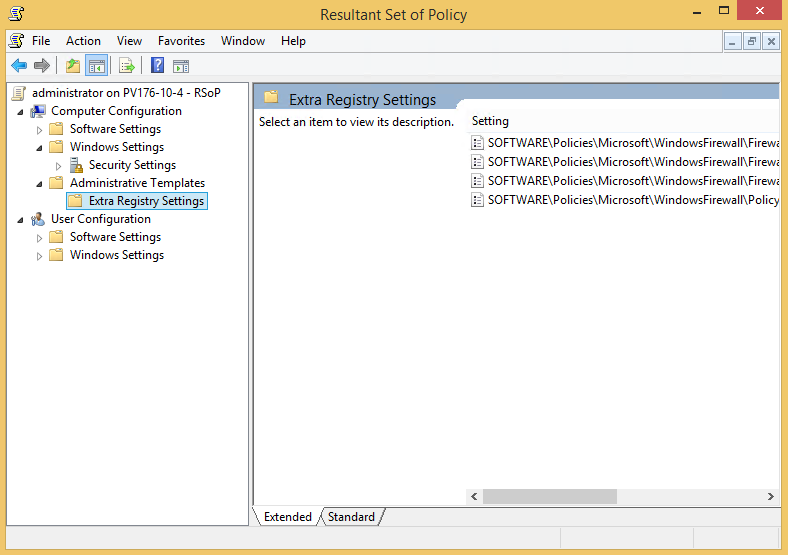 Resultant Set of Policy
File Action View Favorites Window Help
administrator on PV176-10-4 - RSoP
Computer Configuration
Software Settings
Windows Settings
Security Settings
Administrative Templates
Extra Registry Settings
User Configuration
Software Settings
Windows Settings
Extra Registry Settings
Select an item to view its description.
Setting
SOFTWARE\Policies\Microsoft\WindowsFirewall\Firewa
SOFTWARE\Policies\Microsoft\WindowsFirewall\Firewa
SOFTWARE\Policies\Microsoft\WindowsFirewall\Firewa
SOFTWARE\Policies\Microsoft\WindowsFirewall\Policy
Extended Standard